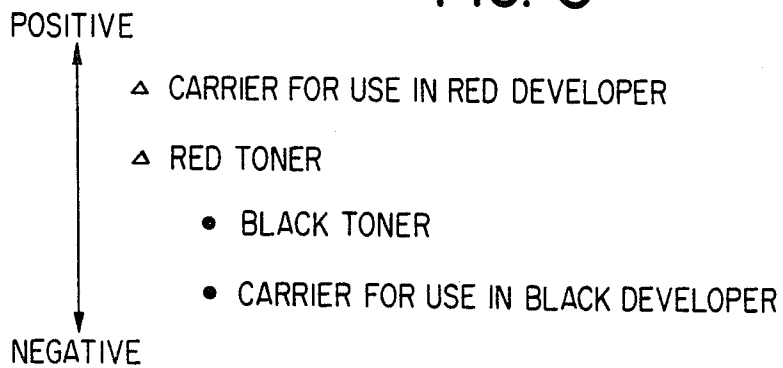 POSITIVE
△ CARRIER FOR USE IN RED DEVELOPER
△ RED TONER
● BLACK TONER
● CARRIER FOR USE IN BLACK DEVELOPER
NEGATIVE